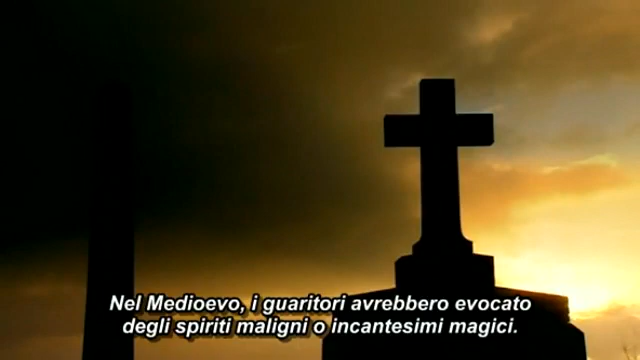 Nel Medioevo, i guaritori avrebbero evocato
degli spiriti maligni o incantesimi magici.